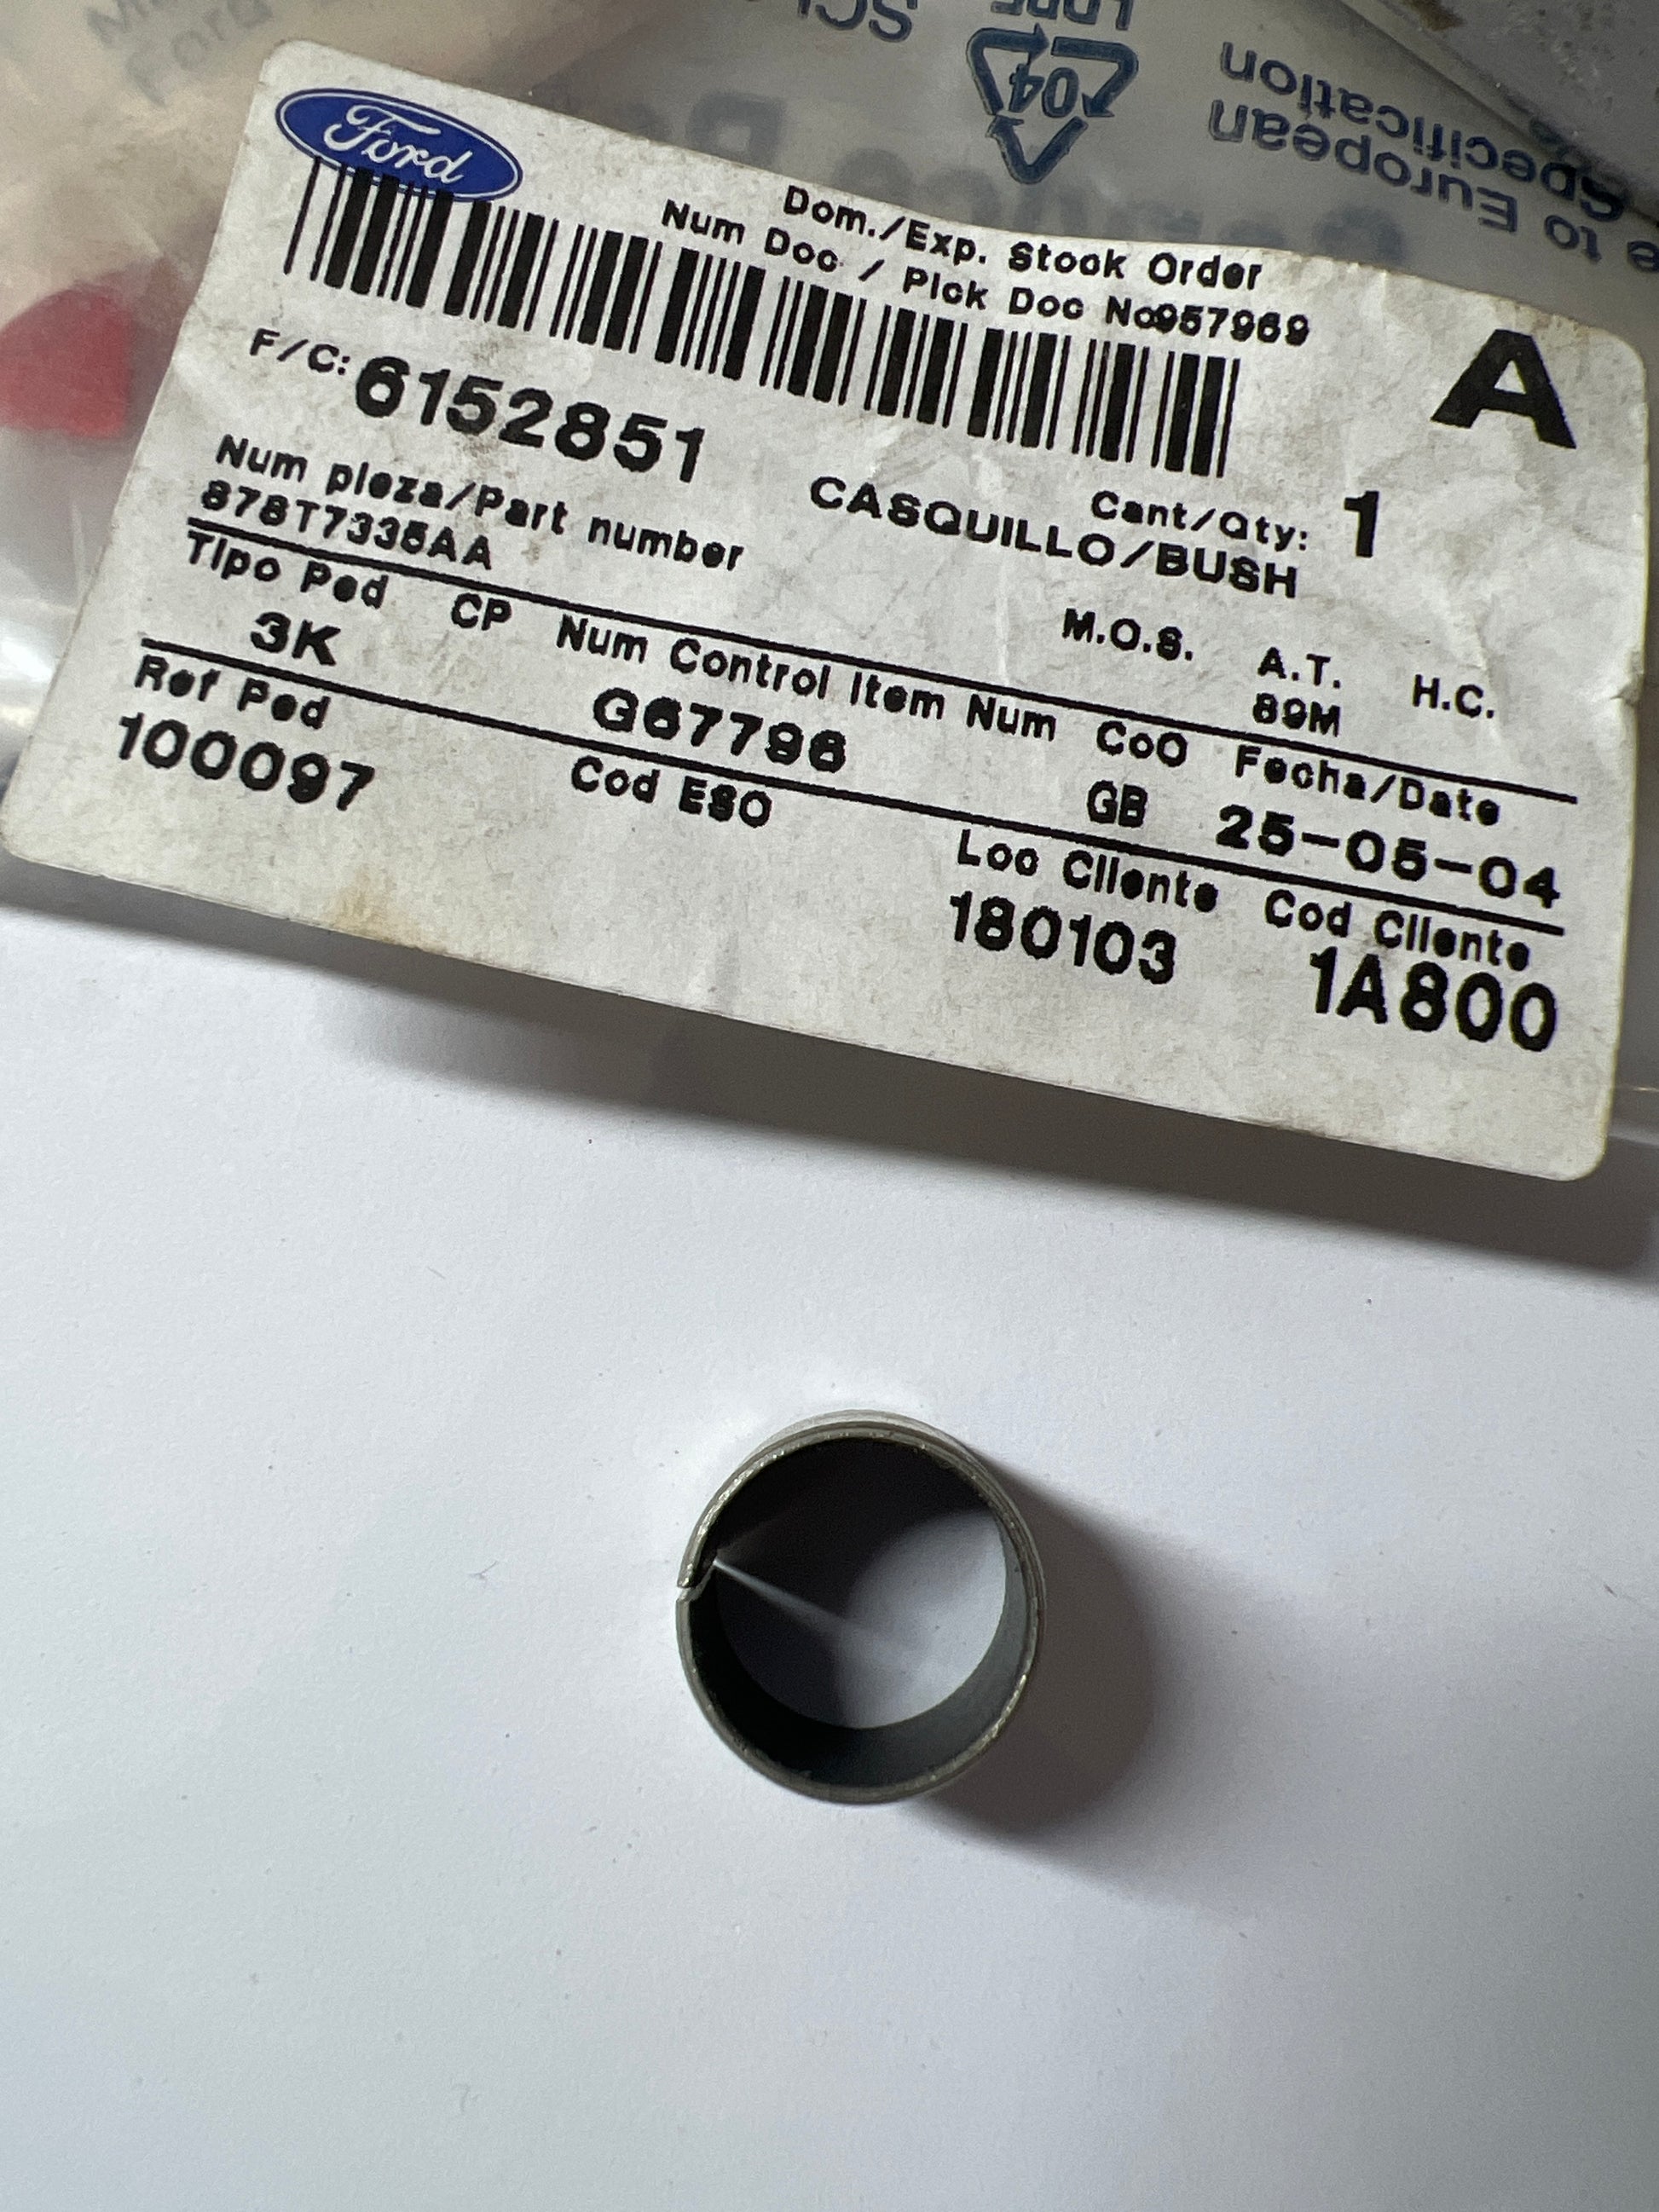 Ford
Dom./Exp. Stock Order
Num Doc / Pick Doc No957969
A
F/C: 6152851
Cant/Qty: 1
CASQUILLO/BUSH
Num pieza/Part number
878T7335AA
M.O.S. A.T. H.C.
89M
Tipo Ped CP Num Control Item Num CoO Fecha/Date
3K G67796 GB 25-05-04
Ref Ped Cod ESO Loc Cliente Cod Cliente
100097 180103 1A800
04
to European
Specification